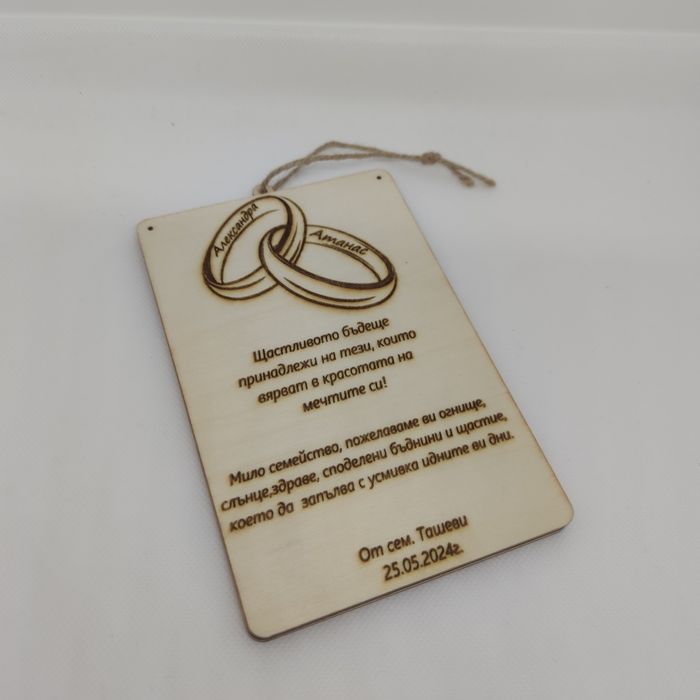 Александра
Атанас
Щастливото бъдеще
принадлежи на тези, които
вярват в красотата на
мечтите си!
Мило семейство, пожелаваме ви огнище,
слънце,здраве, споделени бъднини и щастие,
което да запълва с усмивка идните ви дни.
От сем. Ташеви
25.05.2024г.